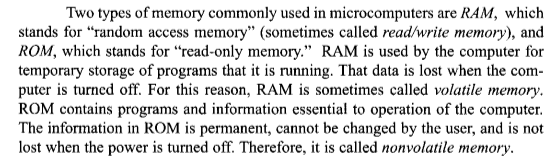 Two types of memory commonly used in microcomputers are RAM, which
stands for “random access memory” (sometimes called read/write memory), and
ROM, which stands for “read-only memory.” RAM is used by the computer for
temporary storage of programs that it is running. That data is lost when the com-
puter is turned off. For this reason, RAM is sometimes called volatile memory.
ROM contains programs and information essential to operation of the computer.
The information in ROM is permanent, cannot be changed by the user, and is not
lost when the power is turned off. Therefore, it is called nonvolatile memory.